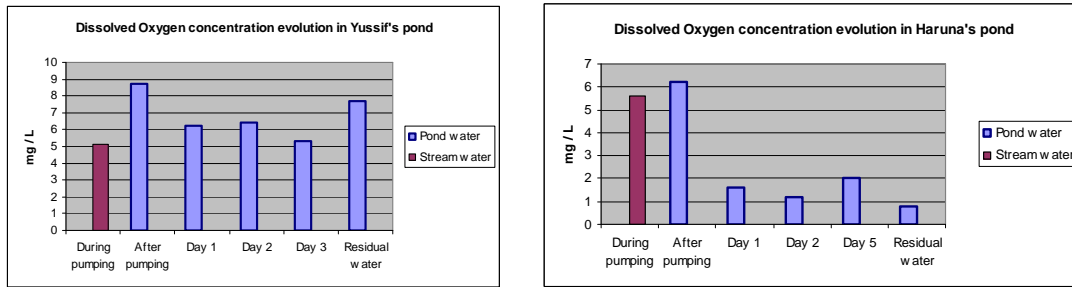 Dissolved Oxygen concentration evolution in Yussif's pond
10
9
8
7
6
5
4
3
2
1
0
mg / L
During pumping
After pumping
Day 1
Day 2
Day 3
Residual water
Pond water
Stream water
Dissolved Oxygen concentration evolution in Haruna's pond
7
6
5
4
3
2
1
0
mg / L
During pumping
After pumping
Day 1
Day 2
Day 5
Residual water
Pond water
Stream water